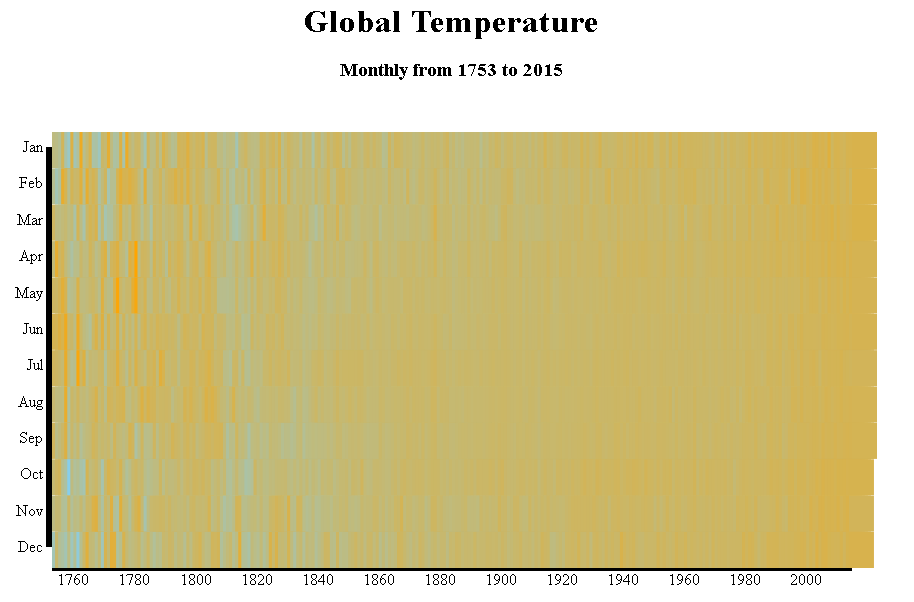 Global Temperature
Monthly from 1753 to 2015
Jan
Feb
Mar
Apr
May
Jun
Jul
Aug
Sep
Oct
Nov
Dec
1760 1780 1800 1820 1840 1860 1880 1900 1920 1940 1960 1980 2000